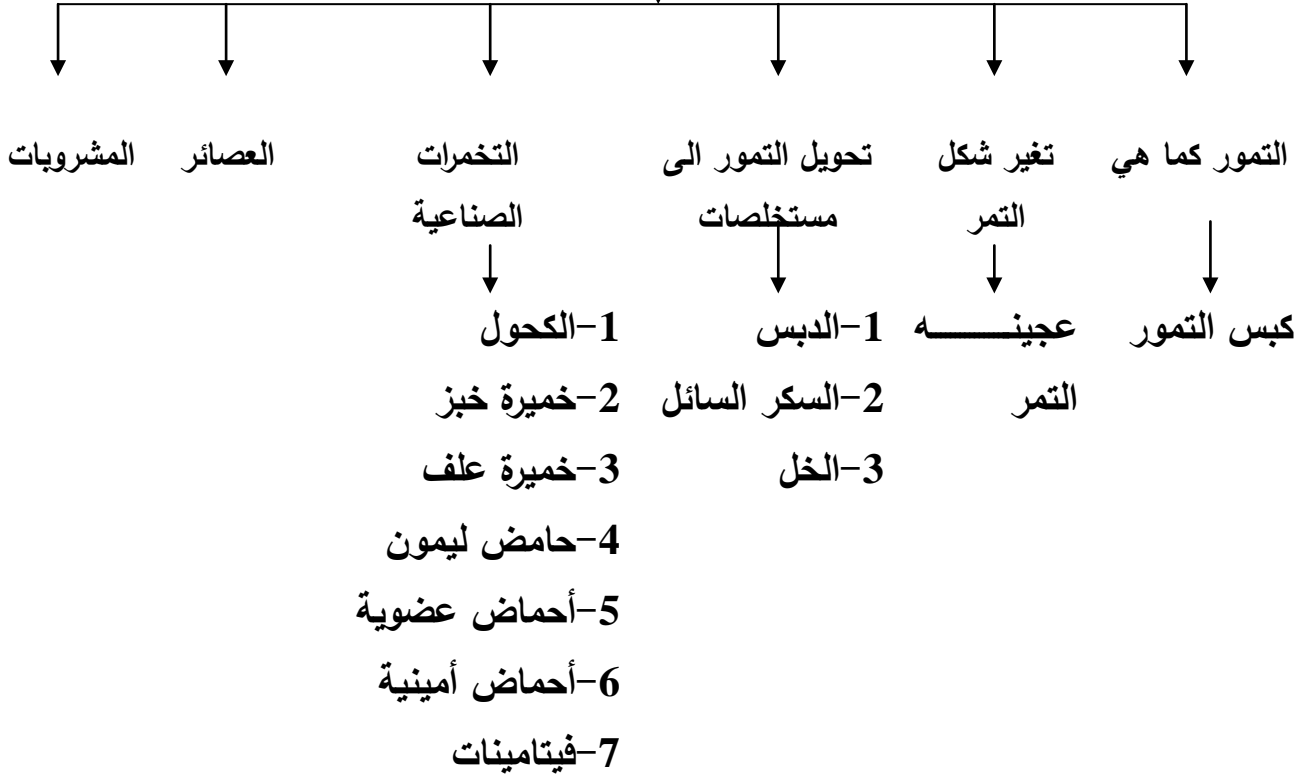 التمور كما هي
تغير شكل
التمر
تحويل التمور الى
مستخلصات
التخمرات
الصناعية
العصائر
المشروبات
كبس التمور
عجينـــــــــه
التمر
1-الدبس
2-السكر السائل
3-الخل
1-الكحول
2-خميرة خبز
3-خميرة علف
4-حامض ليمون
5-أحماض عضوية
6-أحماض أمينية
7-فيتامينات